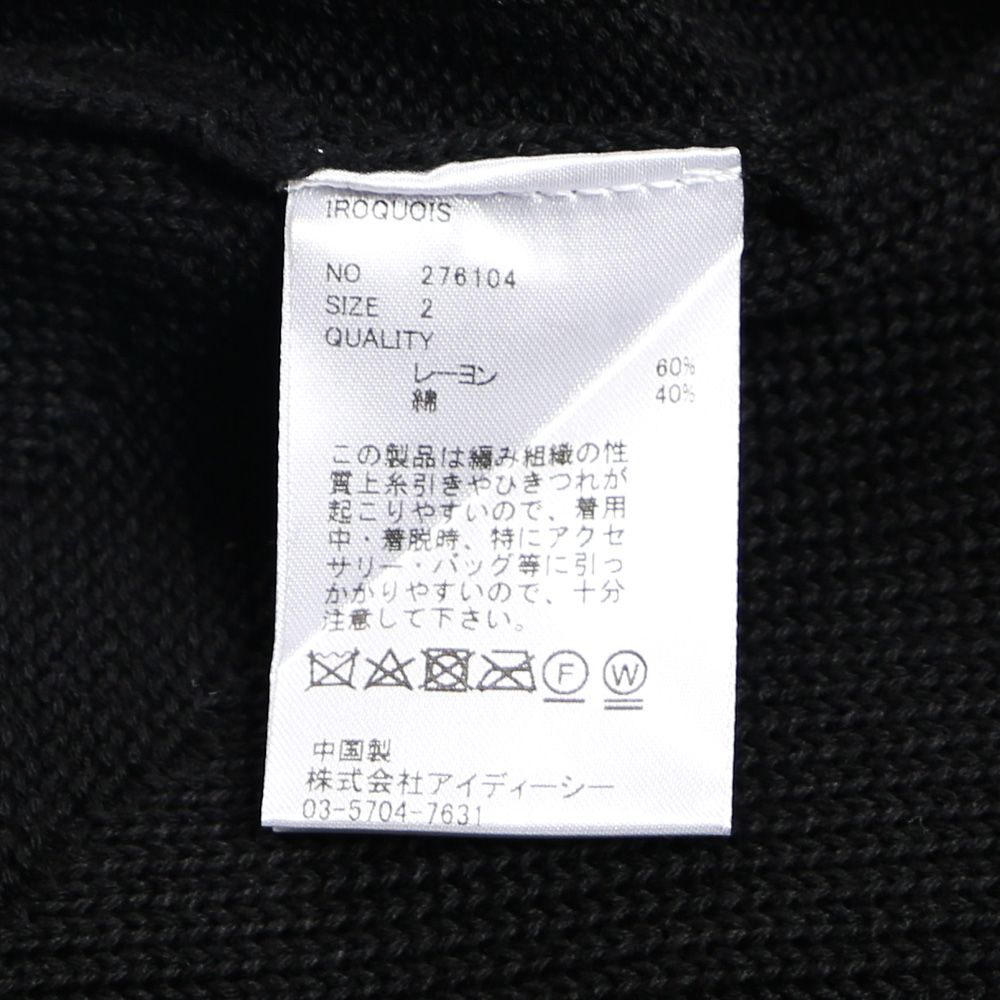 IROQUOIS
NO 276104
SIZE 2
QUALITY
レーヨン 60%
綿 40%
この製品は編み組織の性
質上糸引きやひきつれが
起こりやすいので、着用
中・着脱時、特にアクセ
サリー・バッグ等に引っ
かかりやすいので、十分
注意して下さい。
F W
中国製
株式会社アイディーシー
03-5704-7631